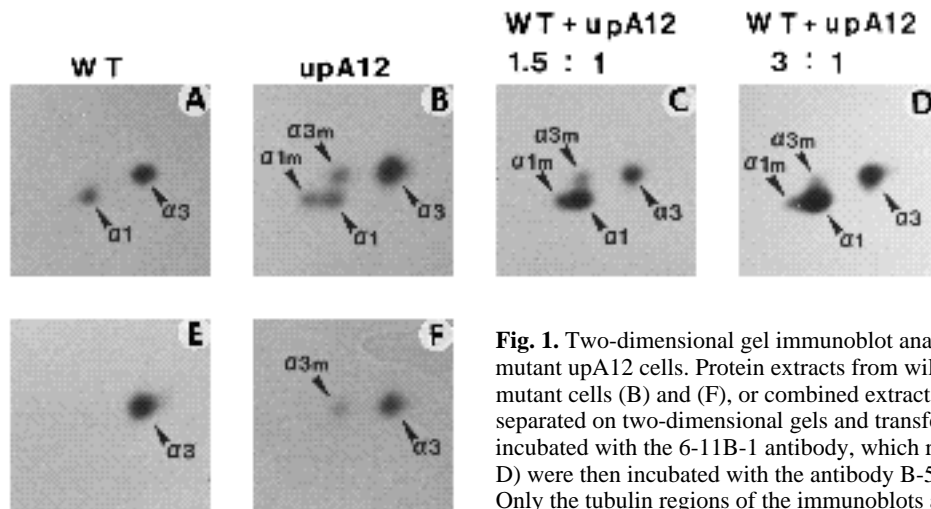 WT
upA12
WT + upA12
1.5 : 1
WT + upA12
3 : 1
A
α1
α3
B
α3m
α1m
α3
α1
C
α3m
α1m
α3
α1
D
α3m
α1m
α3
α1
E
α3
F
α3m
α3
Fig. 1. Two-dimensional gel immunoblot ana
mutant upA12 cells. Protein extracts from wil
mutant cells (B) and (F), or combined extract
separated on two-dimensional gels and transfe
incubated with the 6-11B-1 antibody, which r
D) were then incubated with the antibody B-5
Only the tubulin regions of the immunoblots a